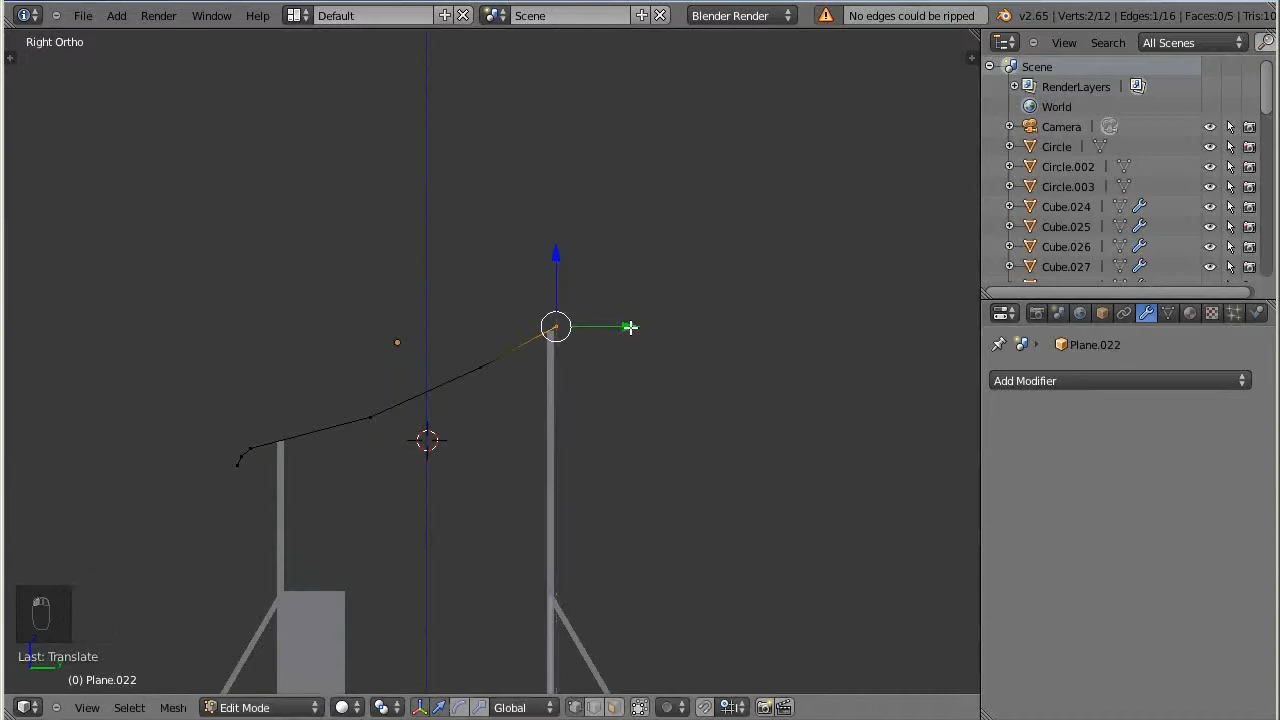 File Add Render Window Help Default Scene Blender Render No edges could be ripped v2.65 | Verts:2/12 | Edges:1/16 | Faces:0/5 | Tris:10
Right Ortho
View Search All Scenes
Scene
RenderLayers |
World
Camera |
Circle |
Circle.002 |
Circle.003 |
Cube.024 |
Cube.025 |
Cube.026 |
Cube.027 |
Plane.022
Add Modifier
Last: Translate
(0) Plane.022
View Select Mesh Edit Mode Global